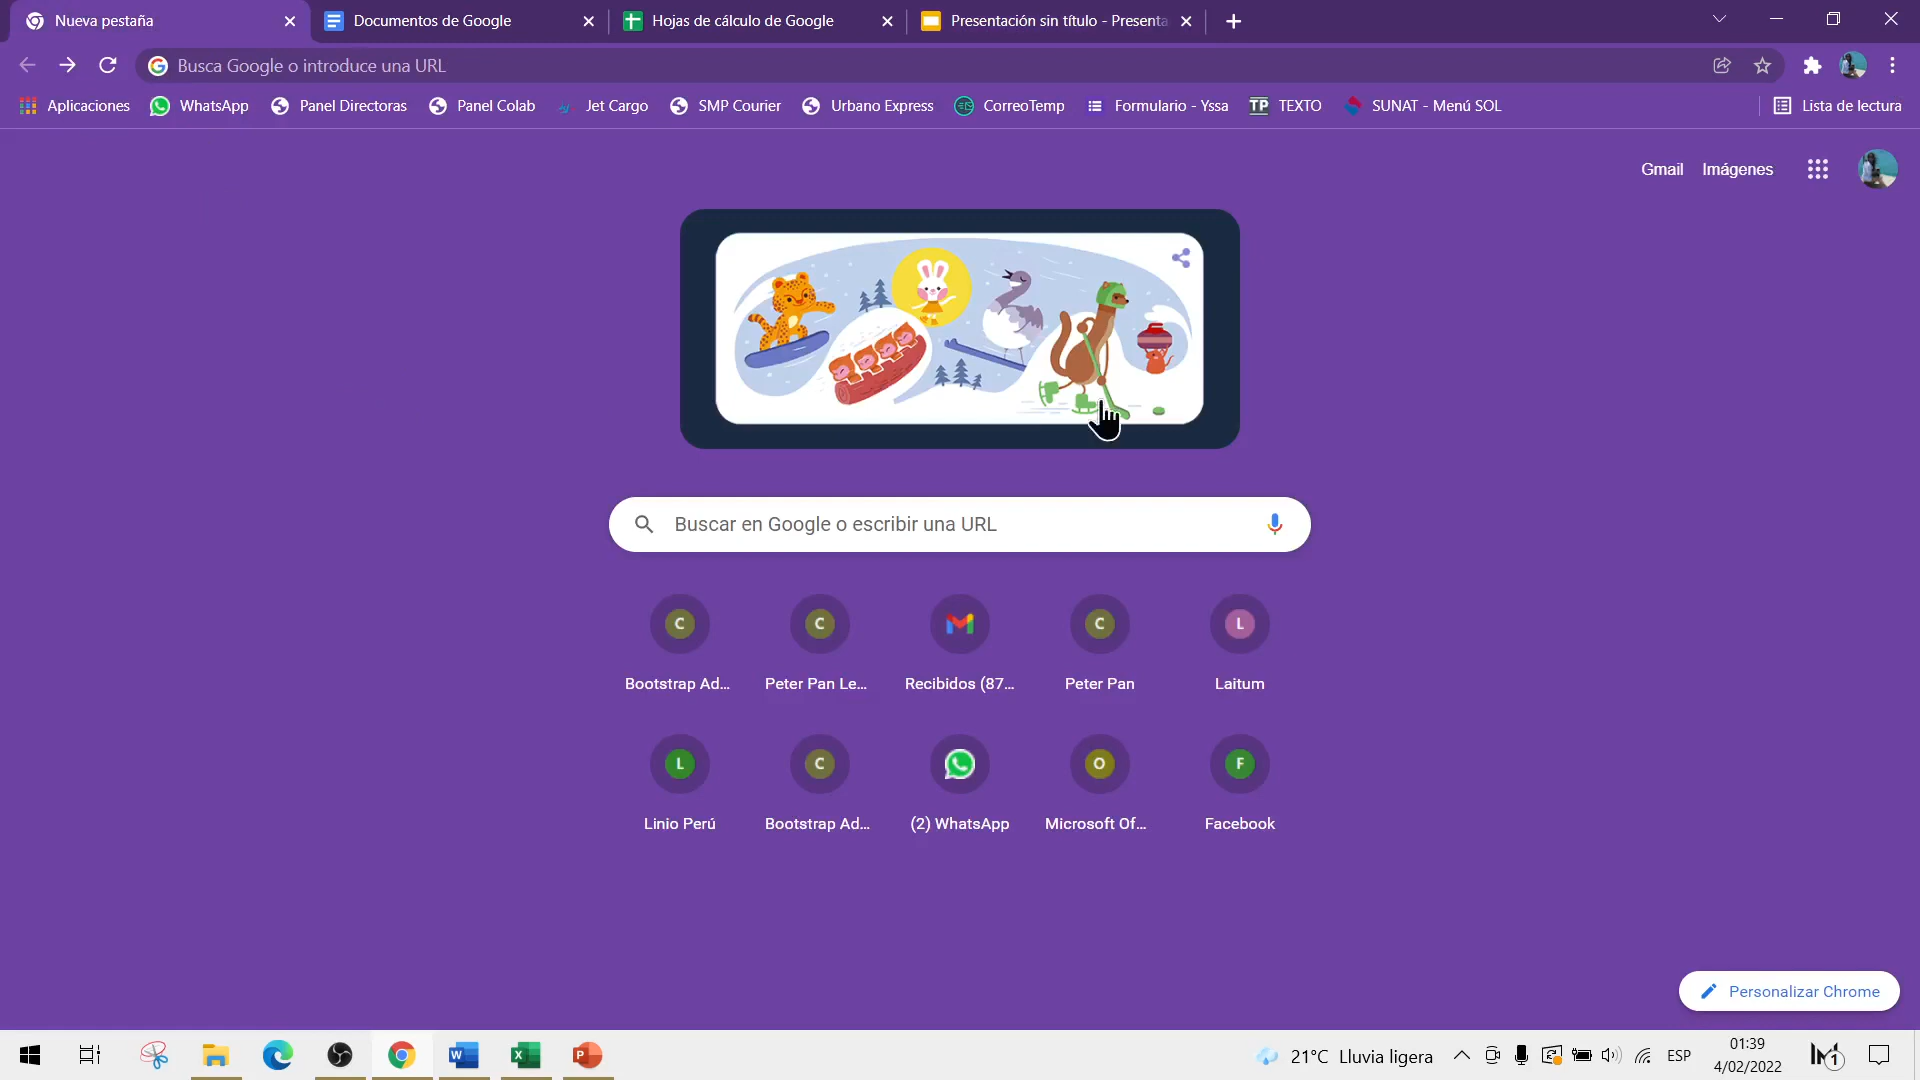 Nueva pestaña
Documentos de Google
Hojas de cálculo de Google
Presentación sin título - Presenta
Busca Google o introduce una URL
Aplicaciones
WhatsApp
Panel Directoras
Panel Colab
Jet Cargo
SMP Courier
Urbano Express
CorreoTemp
Formulario - Yssa
TP TEXTO
SUNAT - Menú SOL
Lista de lectura
Gmail
Imágenes
Buscar en Google o escribir una URL
C
C
C
L
Bootstrap Ad...
Peter Pan Le...
Recibidos (87...
Peter Pan
Laitum
L
C
O
F
Linio Perú
Bootstrap Ad...
(2) WhatsApp
Microsoft Of...
Facebook
Personalizar Chrome
W
X
P
21°C Lluvia ligera
ESP
01:39
4/02/2022
1